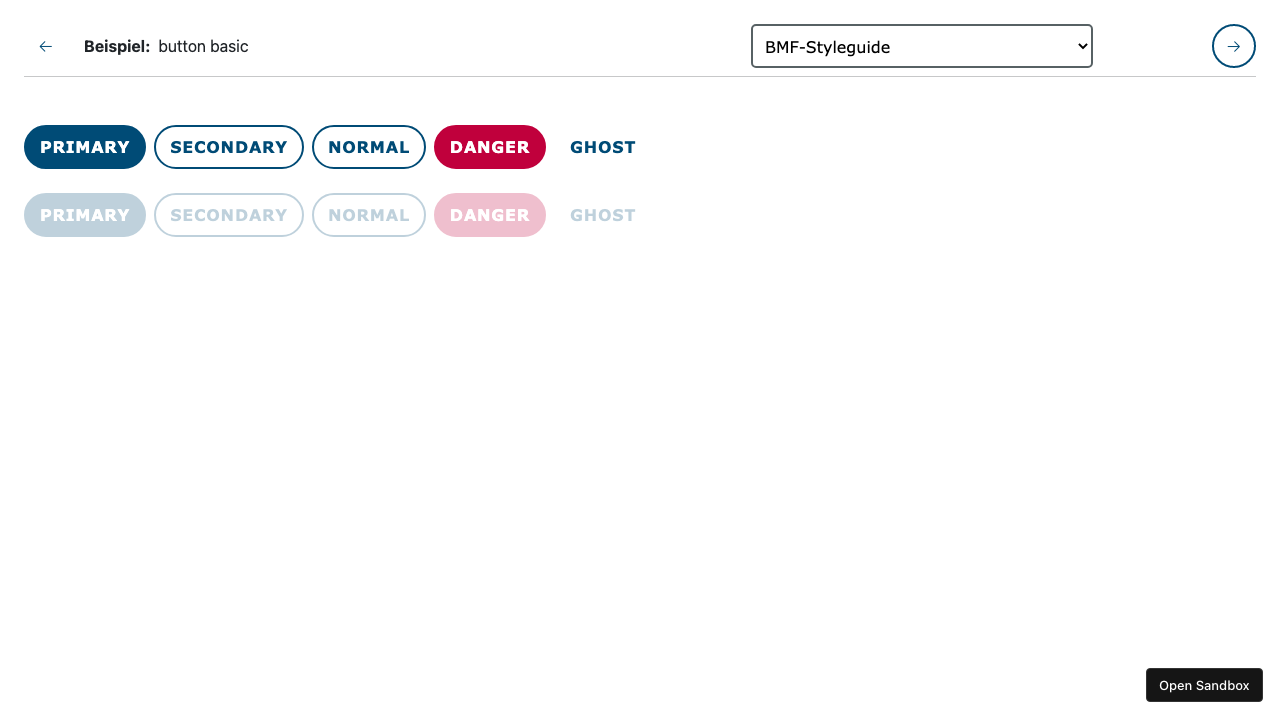 ← Beispiel: button basic BMF-Styleguide →
PRIMARY SECONDARY NORMAL DANGER GHOST
PRIMARY SECONDARY NORMAL DANGER GHOST
Open Sandbox